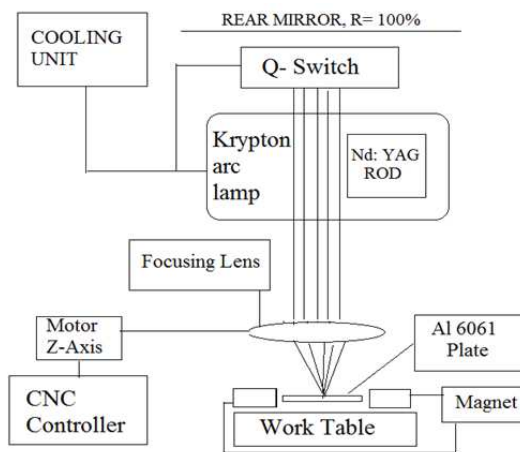 REAR MIRROR, R= 100%
COOLING
UNIT
Q- Switch
Krypton
arc
lamp
Nd: YAG
ROD
Focusing Lens
Motor
Z-Axis
Al 6061
Plate
CNC
Controller
Magnet
Work Table